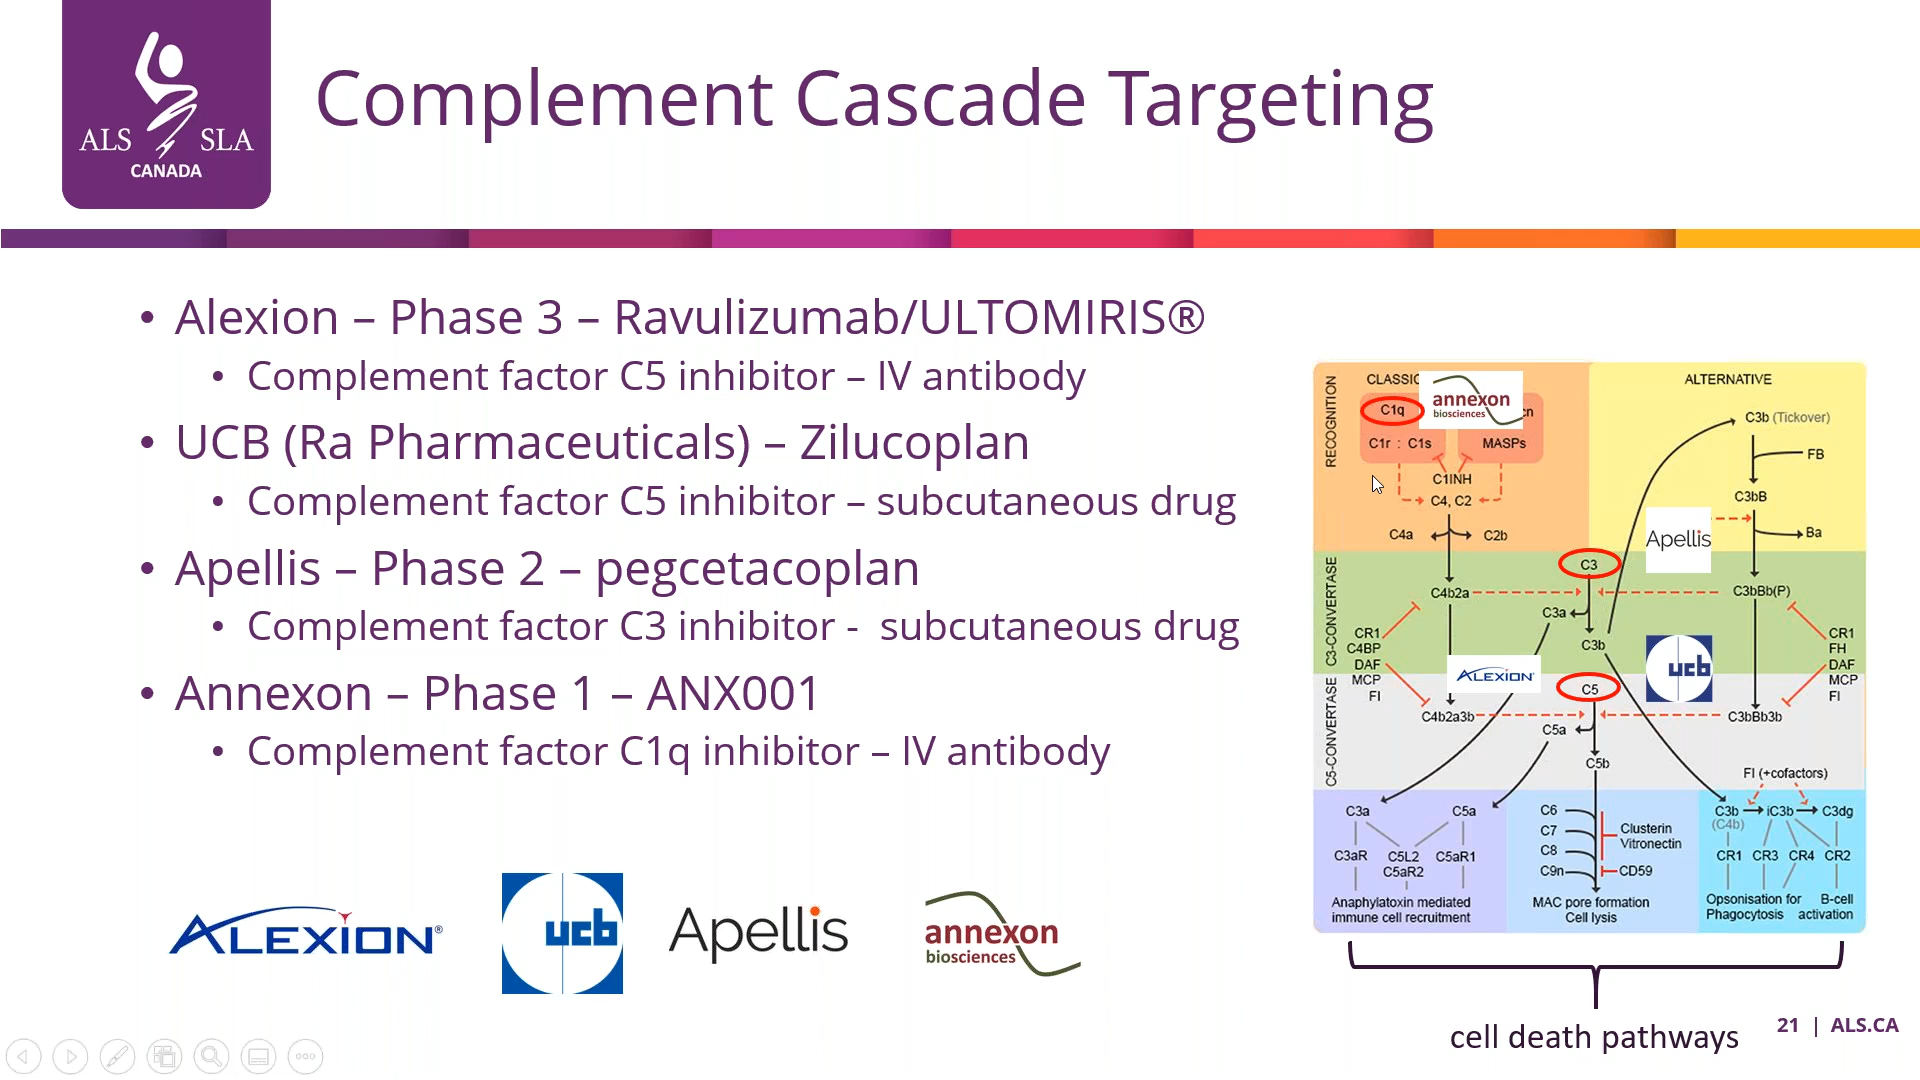 ALS SLA
CANADA
Complement Cascade Targeting
• Alexion – Phase 3 – Ravulizumab/ULTOMIRIS®
• Complement factor C5 inhibitor – IV antibody
• UCB (Ra Pharmaceuticals) – Zilucoplan
• Complement factor C5 inhibitor – subcutaneous drug
• Apellis – Phase 2 – pegcetacoplan
• Complement factor C3 inhibitor - subcutaneous drug
• Annexon – Phase 1 – ANX001
• Complement factor C1q inhibitor – IV antibody
ALEXION®
ucb
Apellis
annexon
biosciences
RECOGNITION
CLASSIC
annexon
biosciences
C1q
cn
C1r : C1s
MASPs
C1INH
C4, C2
C4a
C2b
ALTERNATIVE
C3b (Tickover)
FB
C3bB
Apellis
Ba
C3-CONVERTASE
C3
C4b2a
C3bBb(P)
C3a
C3b
CR1
C4BP
DAF
MCP
FI
CR1
FH
DAF
MCP
FI
ALEXION
ucb
C5-CONVERTASE
C5
C4b2a3b
C3bBb3b
C5a
C5b
FI (+cofactors)
C3a
C5a
C3aR
C5L2
C5aR2
C5aR1
Anaphylatoxin mediated
immune cell recruitment
C6
C7
C8
C9n
Clusterin
Vitronectin
CD59
MAC pore formation
Cell lysis
C3b
iC3b
C3dg
(C4b)
CR1
CR3
CR4
CR2
Opsonisation for
Phagocytosis
B-cell
activation
cell death pathways
21 | ALS.CA